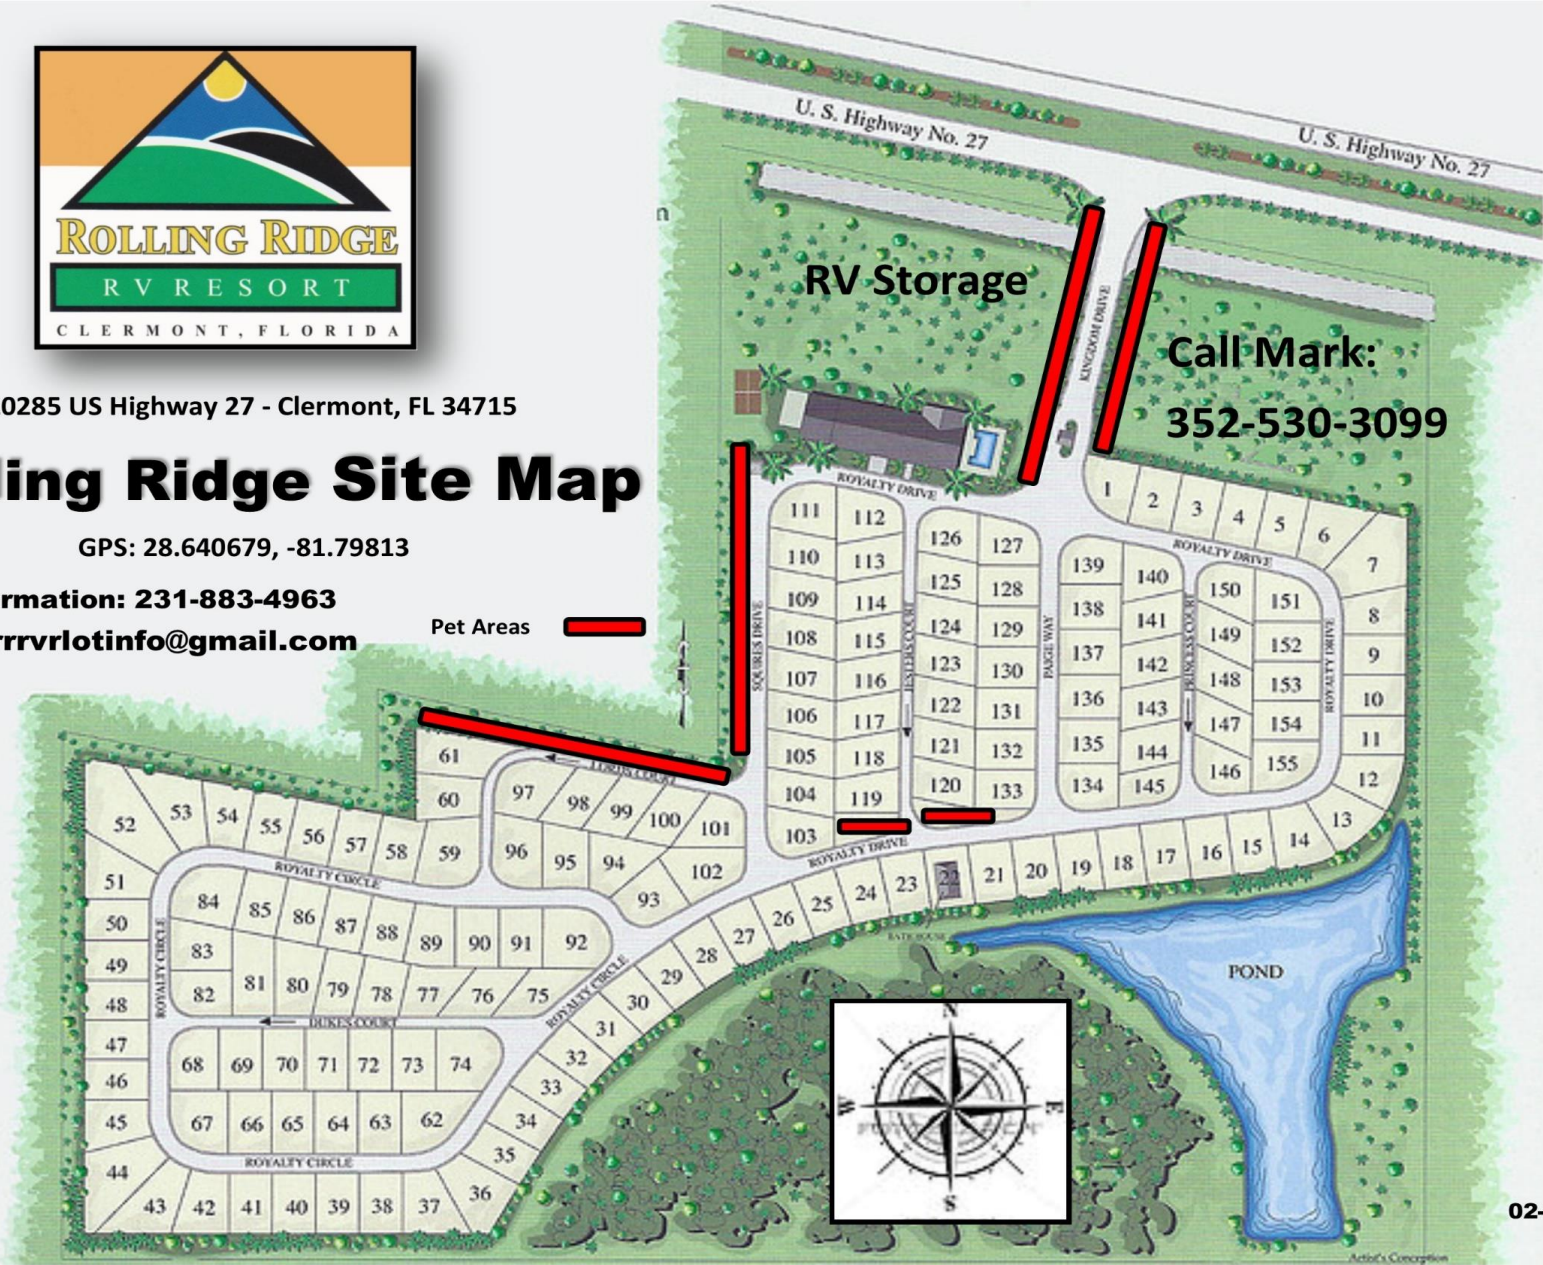 ROLLING RIDGE
RV RESORT
CLERMONT, FLORIDA
0285 US Highway 27 - Clermont, FL 34715
ling Ridge Site Map
GPS: 28.640679, -81.79813
rmation: 231-883-4963
rrrvrlotinfo@gmail.com
Pet Areas
n
U. S. Highway No. 27
U. S. Highway No. 27
RV Storage
KINGDOM DRIVE
Call Mark:
352-530-3099
ROYALTY DRIVE
1 2 3 4 5 6 7 8 9 10 11 12 13
ROYALTY DRIVE
ROYALTY DRIVE
SQUIRES DRIVE
111 112
110 113
109 114
108 115
107 116
106 117
105 118
104 119
103
JESTERS COURT
126 127
125 128
124 129
123 130
122 131
121 132
120 133
PAIGE WAY
139 140
138 141
137 142
136 143
135 144
134 145
PRINCESS COURT
150 151
149 152
148 153
147 154
146 155
ROYALTY DRIVE
26 25 24 23 22 21 20 19 18 17 16 15 14
BATH HOUSE
POND
61
60
LORDS COURT
97 98 99 100 101
96 95 94 93 102
52 53 54 55 56 57 58 59
ROYALTY CIRCLE
51
50
49
48
47
46
45
44
ROYALTY CIRCLE
84 85 86 87 88 89 90 91 92
83
82 81 80 79 78 77 76 75
DUKES COURT
ROYALTY CIRCLE
68 69 70 71 72 73 74
67 66 65 64 63 62
ROYALTY CIRCLE
43 42 41 40 39 38 37 36
35
34
33
32
31
30
29
28
27
N
W E
S
02-
Artist's Conception